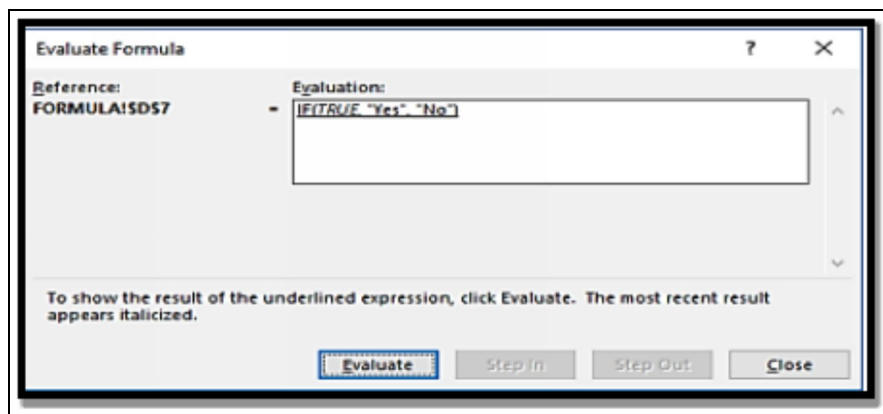 Evaluate Formula ? ×
Reference: Evaluation:
FORMULA!$D$7 = IF(TRUE, "Yes", "No")
To show the result of the underlined expression, click Evaluate. The most recent result
appears italicized.
Evaluate Step In Step Out Close